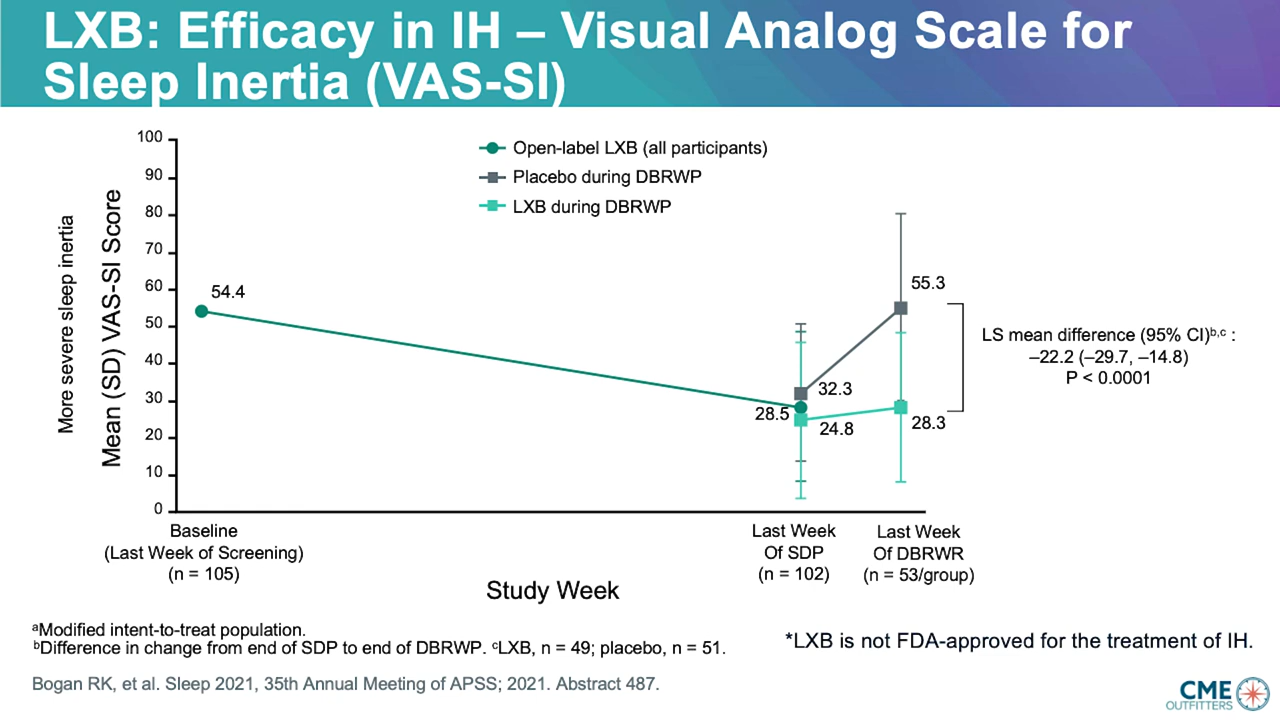 LXB: Efficacy in IH – Visual Analog Scale for
Sleep Inertia (VAS-SI)
More severe sleep inertia
Mean (SD) VAS-SI Score
100
90
80
70
60
50
40
30
20
10
0
Open-label LXB (all participants)
Placebo during DBRWP
LXB during DBRWP
54.4
28.5
32.3
24.8
55.3
28.3
LS mean difference (95% CI)ᵇ,ᶜ :
–22.2 (–29.7, –14.8)
P < 0.0001
Baseline
(Last Week of Screening)
(n = 105)
Last Week
Of SDP
(n = 102)
Last Week
Of DBRWR
(n = 53/group)
Study Week
ᵃModified intent-to-treat population.
ᵇDifference in change from end of SDP to end of DBRWP. ᶜLXB, n = 49; placebo, n = 51.
*LXB is not FDA-approved for the treatment of IH.
Bogan RK, et al. Sleep 2021, 35th Annual Meeting of APSS; 2021. Abstract 487.
CME
OUTFITTERS